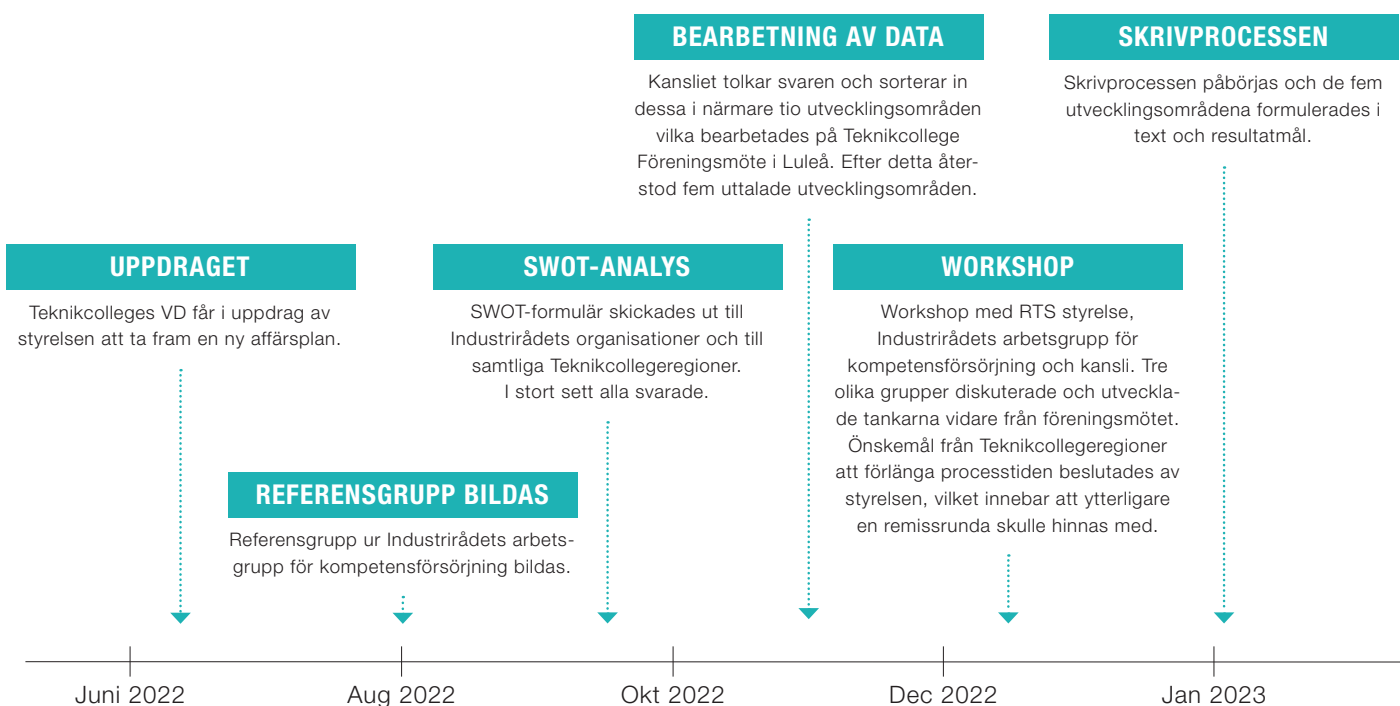 UPPDRAGET
Teknikcolleges VD får i uppdrag av
styrelsen att ta fram en ny affärsplan.
REFERENSGRUPP BILDAS
Referensgrupp ur Industrirådets arbets-
grupp för kompetensförsörjning bildas.
SWOT-ANALYS
SWOT-formulär skickades ut till
Industrirådets organisationer och till
samtliga Teknikcollegeregioner.
I stort sett alla svarade.
BEARBETNING AV DATA
Kansliet tolkar svaren och sorterar in
dessa i närmare tio utvecklingsområden
vilka bearbetades på Teknikcollege
Föreningsmöte i Luleå. Efter detta åter-
stod fem uttalade utvecklingsområden.
WORKSHOP
Workshop med RTS styrelse,
Industrirådets arbetsgrupp för
kompetensförsörjning och kansli. Tre
olika grupper diskuterade och utveckla-
de tankarna vidare från föreningsmötet.
Önskemål från Teknikcollegeregioner
att förlänga processtiden beslutades av
styrelsen, vilket innebar att ytterligare
en remissrunda skulle hinnas med.
SKRIVPROCESSEN
Skrivprocessen påbörjas och de fem
utvecklingsområdena formulerades i
text och resultatmål.
Juni 2022
Aug 2022
Okt 2022
Dec 2022
Jan 2023